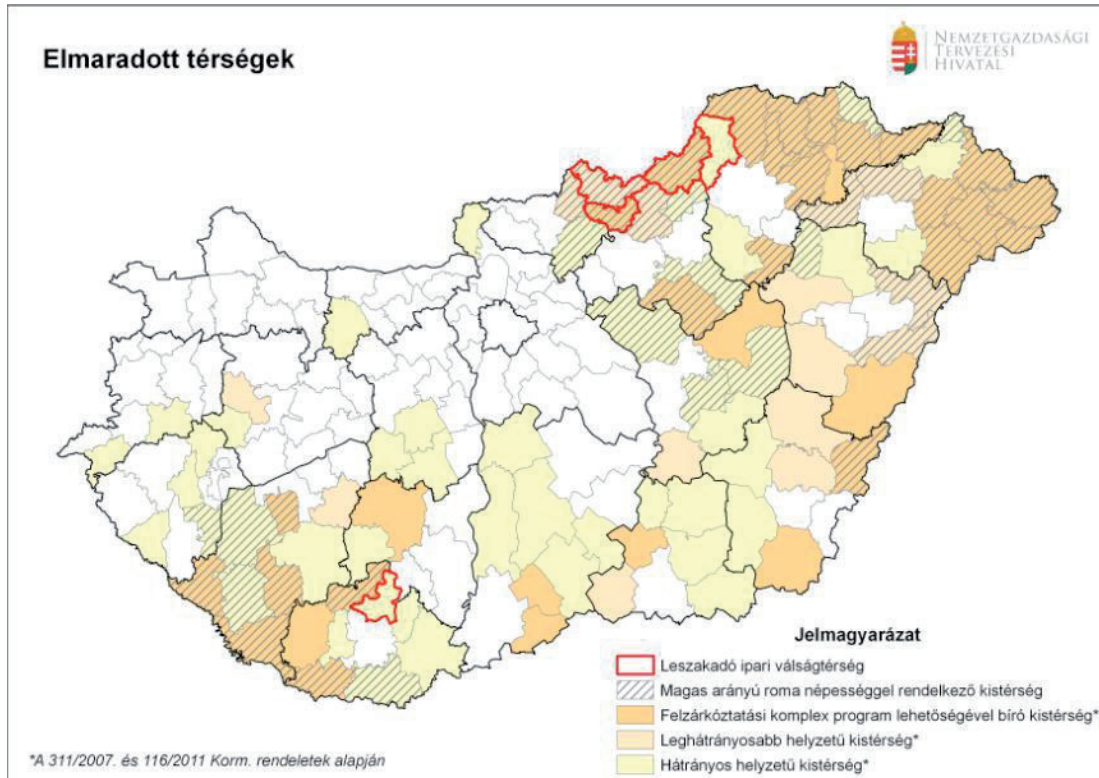 Elmaradott térségek
NEMZETGAZDASÁGI
TERVEZÉSI
HIVATAL
Jelmagyarázat
Leszakadó ipari válságtérség
Magas arányú roma népességgel rendelkező kistérség
Felzárkóztatási komplex program lehetőségével bíró kistérség*
Leghátrányosabb helyzetű kistérség*
Hátrányos helyzetű kistérség*
*A 311/2007. és 116/2011 Korm. rendeletek alapján